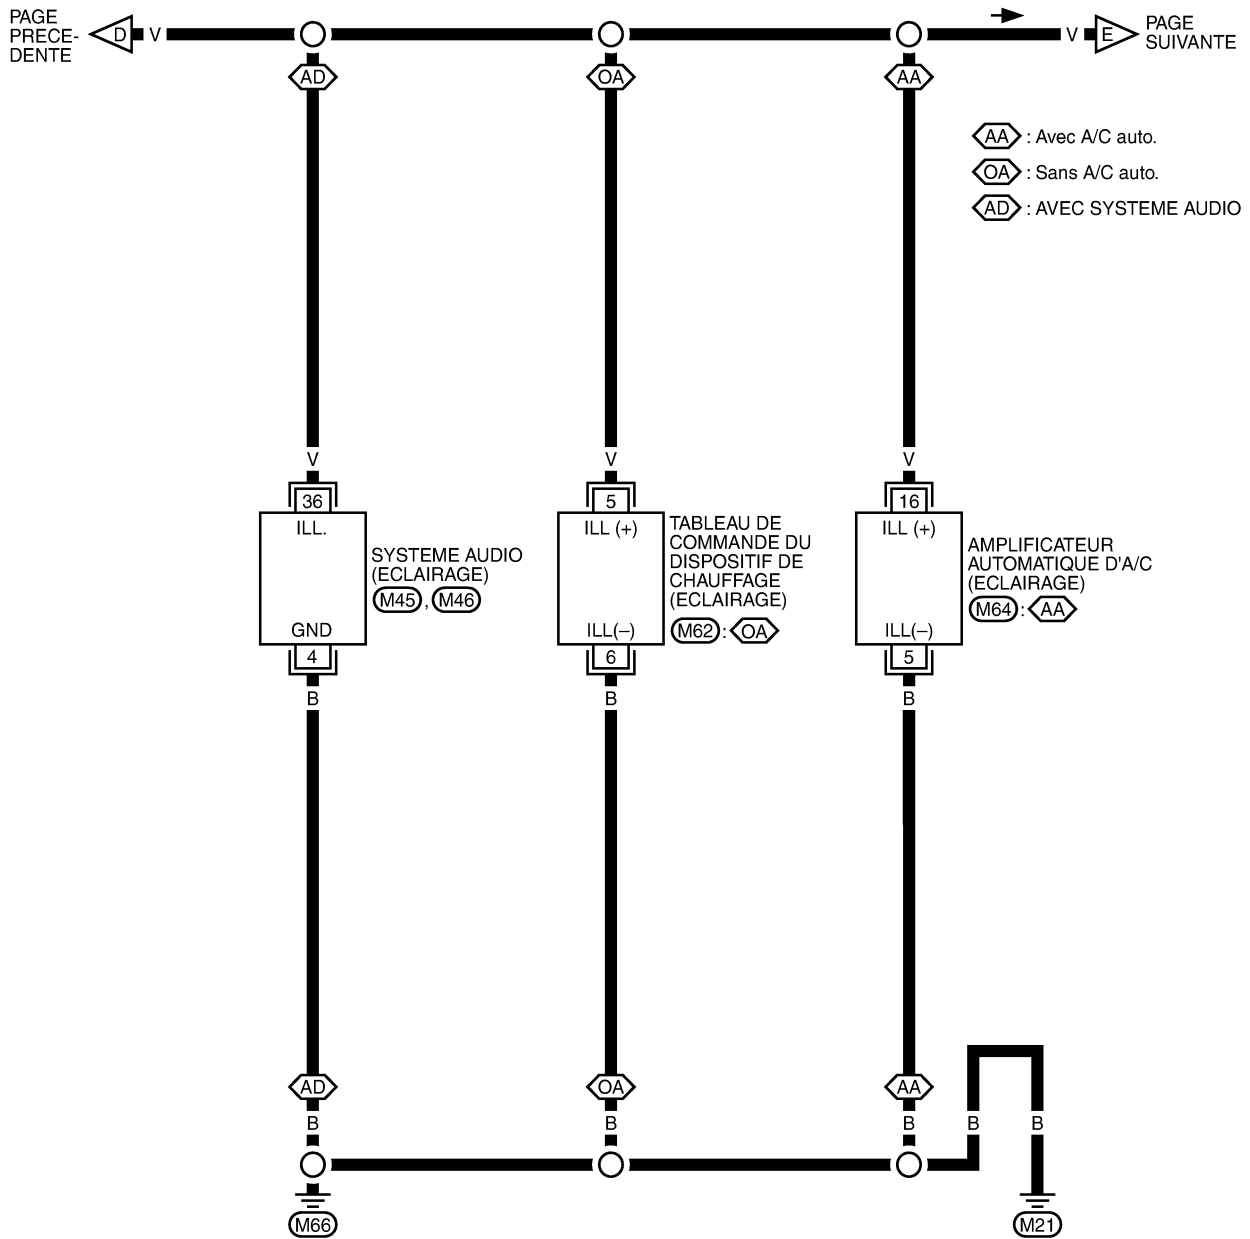 PAGE
PRECE-
DENTE
D
V
V
E
PAGE
SUIVANTE
AD
OA
AA
AA : Avec A/C auto.
OA : Sans A/C auto.
AD : AVEC SYSTEME AUDIO
V
V
V
36
5
16
ILL.
ILL (+)
ILL (+)
SYSTEME AUDIO
(ECLAIRAGE)
M45 , M46
TABLEAU DE
COMMANDE DU
DISPOSITIF DE
CHAUFFAGE
(ECLAIRAGE)
M62 : OA
AMPLIFICATEUR
AUTOMATIQUE D'A/C
(ECLAIRAGE)
M64 : AA
GND
ILL(–)
ILL(–)
4
6
5
B
B
B
AD
OA
AA
B
B
B
B
B
M66
M21